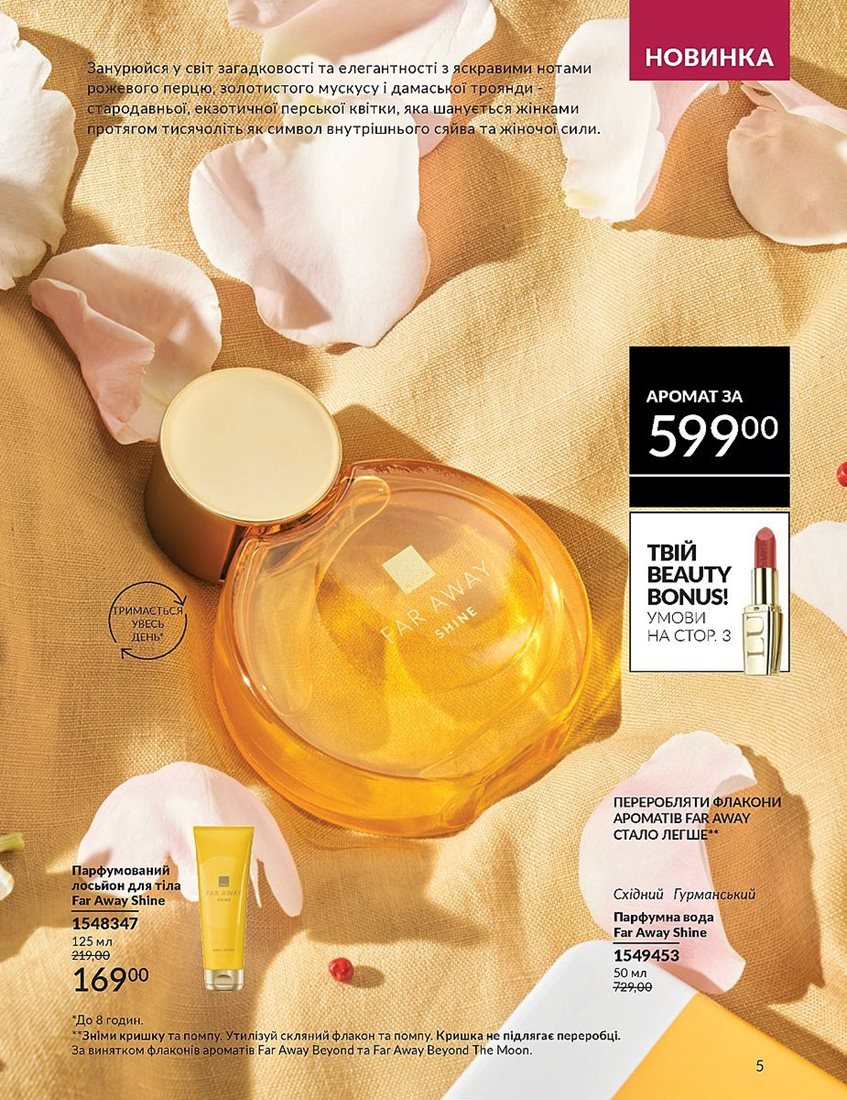 НОВИНКА
Занурюйся у світ загадковості та елегантності з яскравими нотами
рожевого перцю, золотистого мускусу і дамаської троянди -
стародавньої, екзотичної перської квітки, яка шанується жінками
протягом тисячоліть як символ внутрішнього сяйва та жіночої сили.
АРОМАТ ЗА
599⁰⁰
ТВІЙ
BEAUTY
BONUS!
УМОВИ
НА СТОР. 3
FAR AWAY
SHINE
ТРИМАЄТЬСЯ
УВЕСЬ
ДЕНЬ*
ПЕРЕРОБЛЯТИ ФЛАКОНИ
АРОМАТІВ FAR AWAY
СТАЛО ЛЕГШЕ**
Східний Гурманський
Парфумна вода
Far Away Shine
1549453
50 мл
729,00
Парфумований
лосьйон для тіла
Far Away Shine
1548347
125 мл
219,00
169⁰⁰
FAR AWAY
SHINE
*До 8 годин.
**Зніми кришку та помпу. Утилізуй скляний флакон та помпу. Кришка не підлягає переробці.
За винятком флаконів ароматів Far Away Beyond та Far Away Beyond The Moon.
5